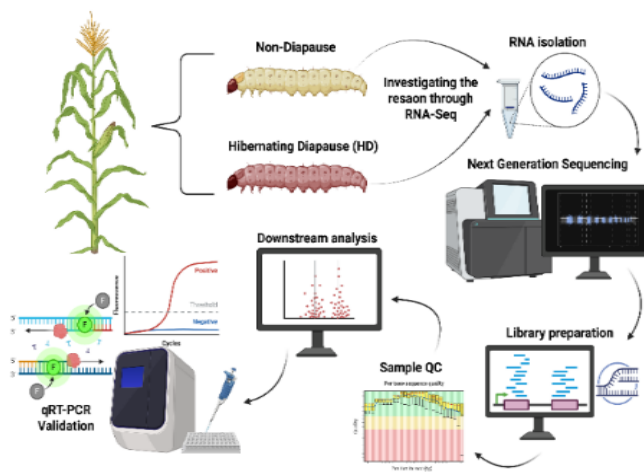 Non-Diapause
RNA isolation
Investigating the
resaon through
RNA-Seq
Hibernating Diapause (HD)
Next Generation Sequencing
Downstream analysis
Positive
Fluorescence
Threshold
Negative
Cycles
F
F
F
F
Library preparation
Sample QC
Per base sequence quality
qRT-PCR
Validation